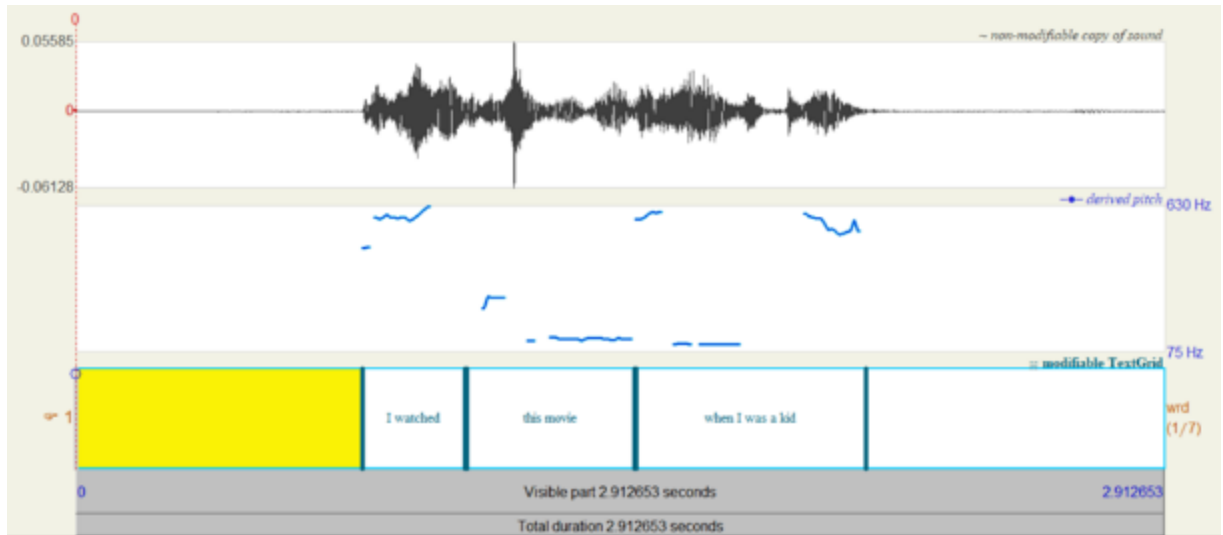 0
0.05585
~ non-modifiable copy of sound
0
-0.06128
derived pitch
630 Hz
75 Hz
modifiable TextGrid
1
I watched
this movie
when I was a kid
wrd
(1/7)
0
Visible part 2.912653 seconds
2.912653
Total duration 2.912653 seconds